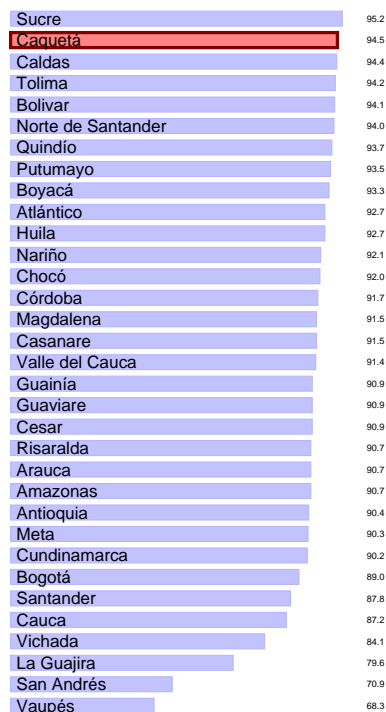 Sucre 95.2
Caquetá 94.5
Caldas 94.4
Tolima 94.2
Bolivar 94.1
Norte de Santander 94.0
Quindío 93.7
Putumayo 93.5
Boyacá 93.3
Atlántico 92.7
Huila 92.7
Nariño 92.1
Chocó 92.0
Córdoba 91.7
Magdalena 91.5
Casanare 91.5
Valle del Cauca 91.4
Guainía 90.9
Guaviare 90.9
Cesar 90.9
Risaralda 90.7
Arauca 90.7
Amazonas 90.7
Antioquia 90.4
Meta 90.3
Cundinamarca 90.2
Bogotá 89.0
Santander 87.8
Cauca 87.2
Vichada 84.1
La Guajira 79.6
San Andrés 70.9
Vaupés 68.3